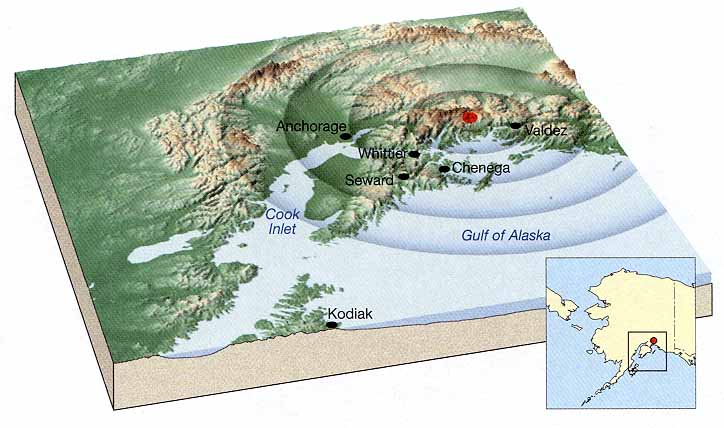 Anchorage
Valdez
Whittier
Chenega
Seward
Cook
Inlet
Gulf of Alaska
Kodiak